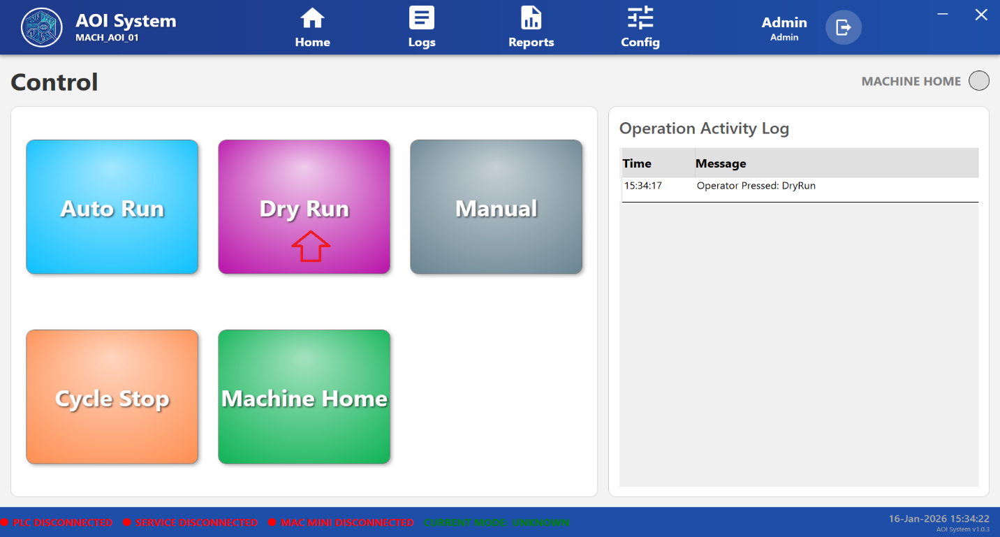 AOI System
MACH_AOI_01
Home
Logs
Reports
Config
Admin
Admin
Control
MACHINE HOME
Auto Run
Dry Run
Manual
Cycle Stop
Machine Home
Operation Activity Log
Time Message
15:34:17 Operator Pressed: DryRun
PLC DISCONNECTED SERVICE DISCONNECTED MAC MINI DISCONNECTED CURRENT MODE: UNKNOWN
16-Jan-2026 15:34:22
AOI System v1.0.3